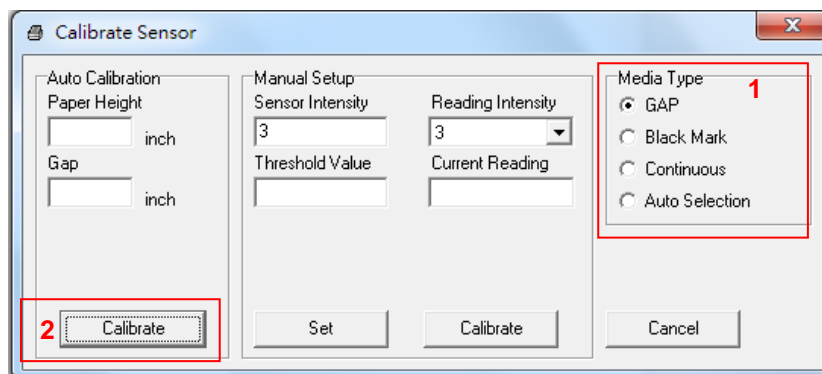 Calibrate Sensor
x
Auto Calibration
Paper Height
inch
Gap
inch
2
Calibrate
Manual Setup
Sensor Intensity
Reading Intensity
3
3
Threshold Value
Current Reading
Set
Calibrate
Media Type
1
GAP
Black Mark
Continuous
Auto Selection
Cancel